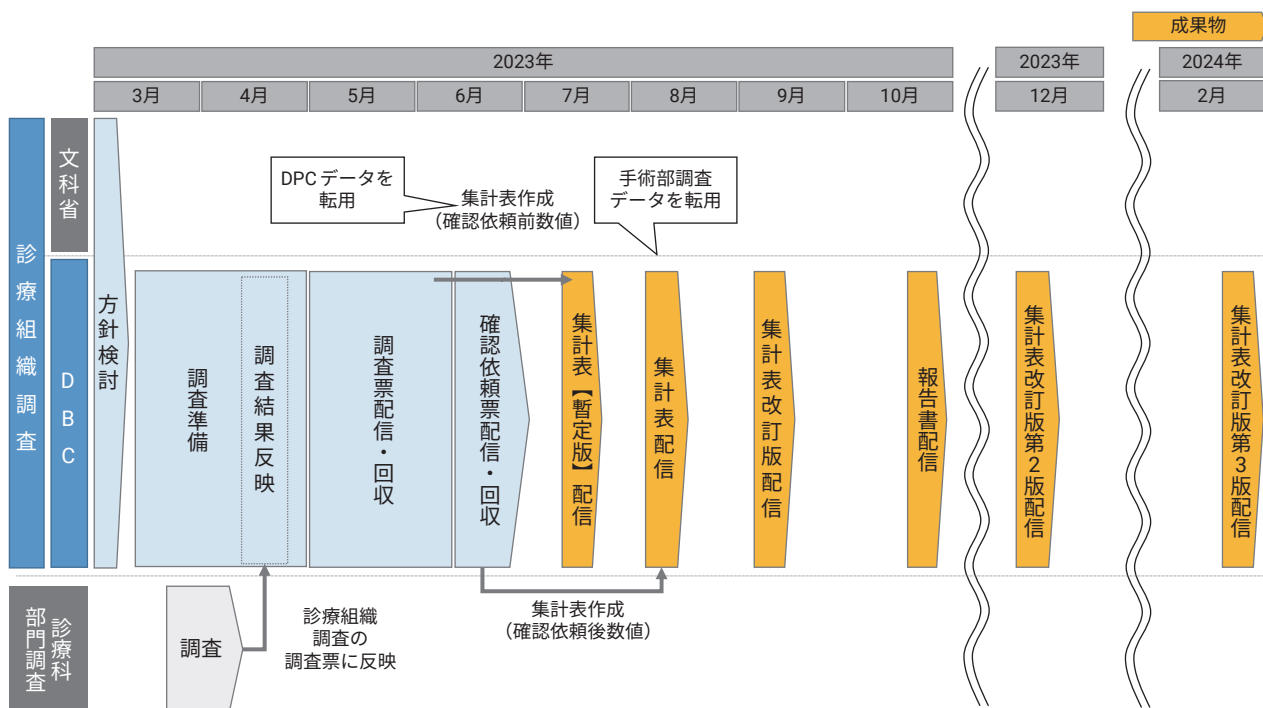 成果物
2023年
2023年
2024年
3月
4月
5月
6月
7月
8月
9月
10月
12月
2月
診療組織調査
文科省
DBC
DPCデータを
転用
集計表作成
（確認依頼前数値）
手術部調査
データを転用
方針検討
調査準備
調査結果反映
調査票配信・回収
確認依頼票配信・回収
集計表【暫定版】配信
集計表配信
集計表改訂版配信
報告書配信
集計表改訂版第2版配信
集計表改訂版第3版配信
診療科
部門調査
調査
診療組織
調査の
調査票に反映
集計表作成
（確認依頼後数値）